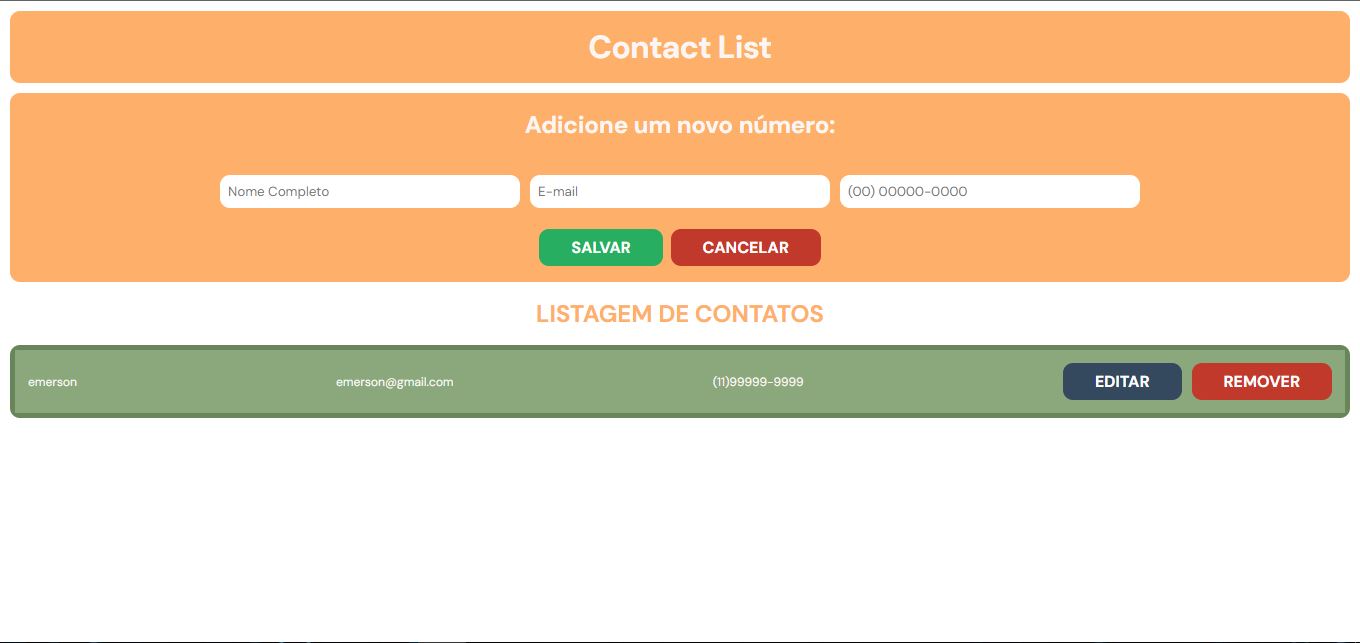 Contact List
Adicione um novo número:
Nome Completo E-mail (00) 00000-0000
SALVAR CANCELAR
LISTAGEM DE CONTATOS
emerson emerson@gmail.com (11)99999-9999 EDITAR REMOVER